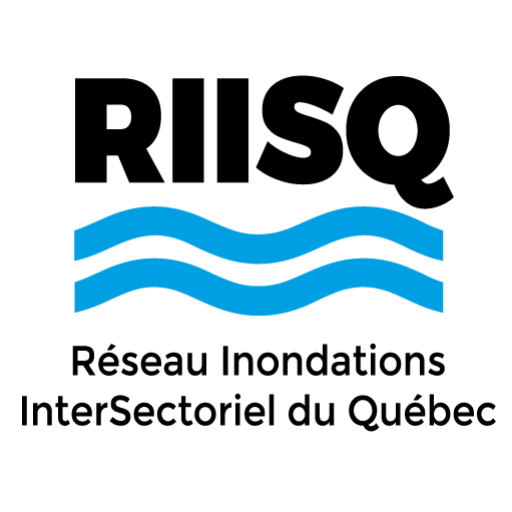 RIISQ
Réseau Inondations
InterSectoriel du Québec